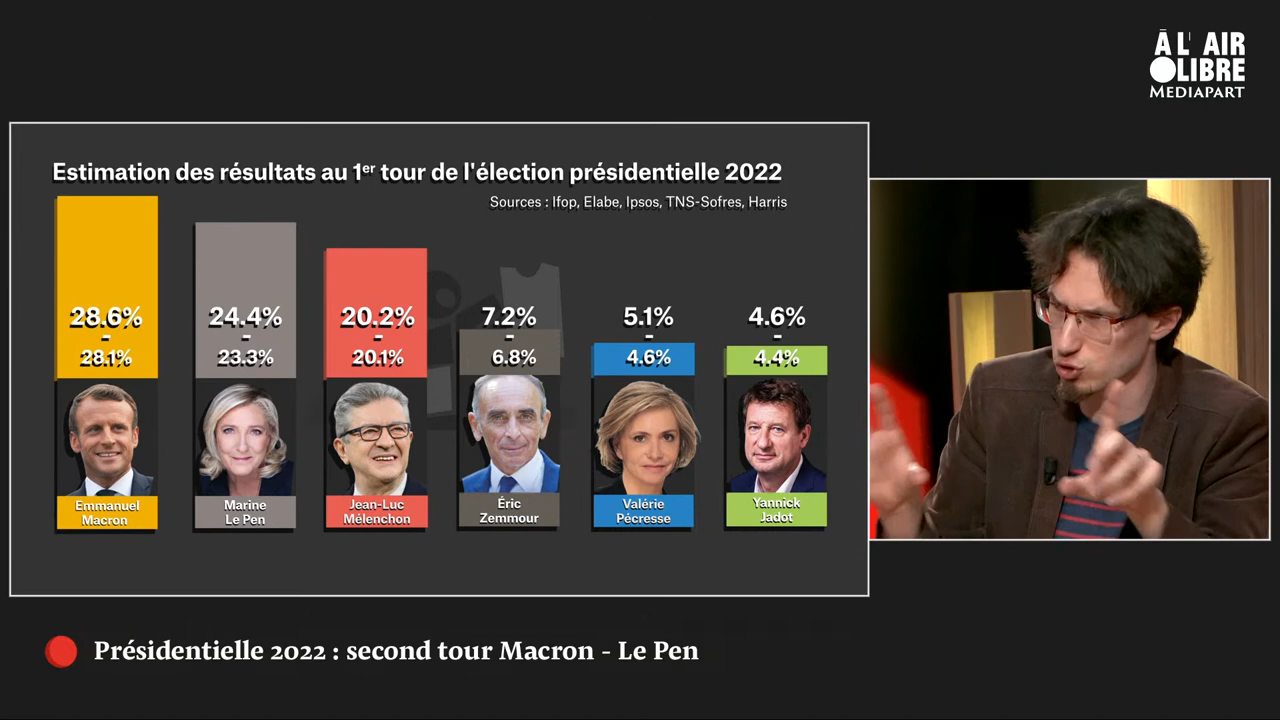 À L' AIR
LIBRE
MEDIAPART
Estimation des résultats au 1er tour de l'élection présidentielle 2022
Sources : Ifop, Elabe, Ipsos, TNS-Sofres, Harris
28.6%
-
28.1%
24.4%
-
23.3%
20.2%
-
20.1%
7.2%
-
6.8%
5.1%
-
4.6%
4.6%
-
4.4%
Emmanuel
Macron
Marine
Le Pen
Jean-Luc
Mélenchon
Éric
Zemmour
Valérie
Pécresse
Yannick
Jadot
Présidentielle 2022 : second tour Macron - Le Pen